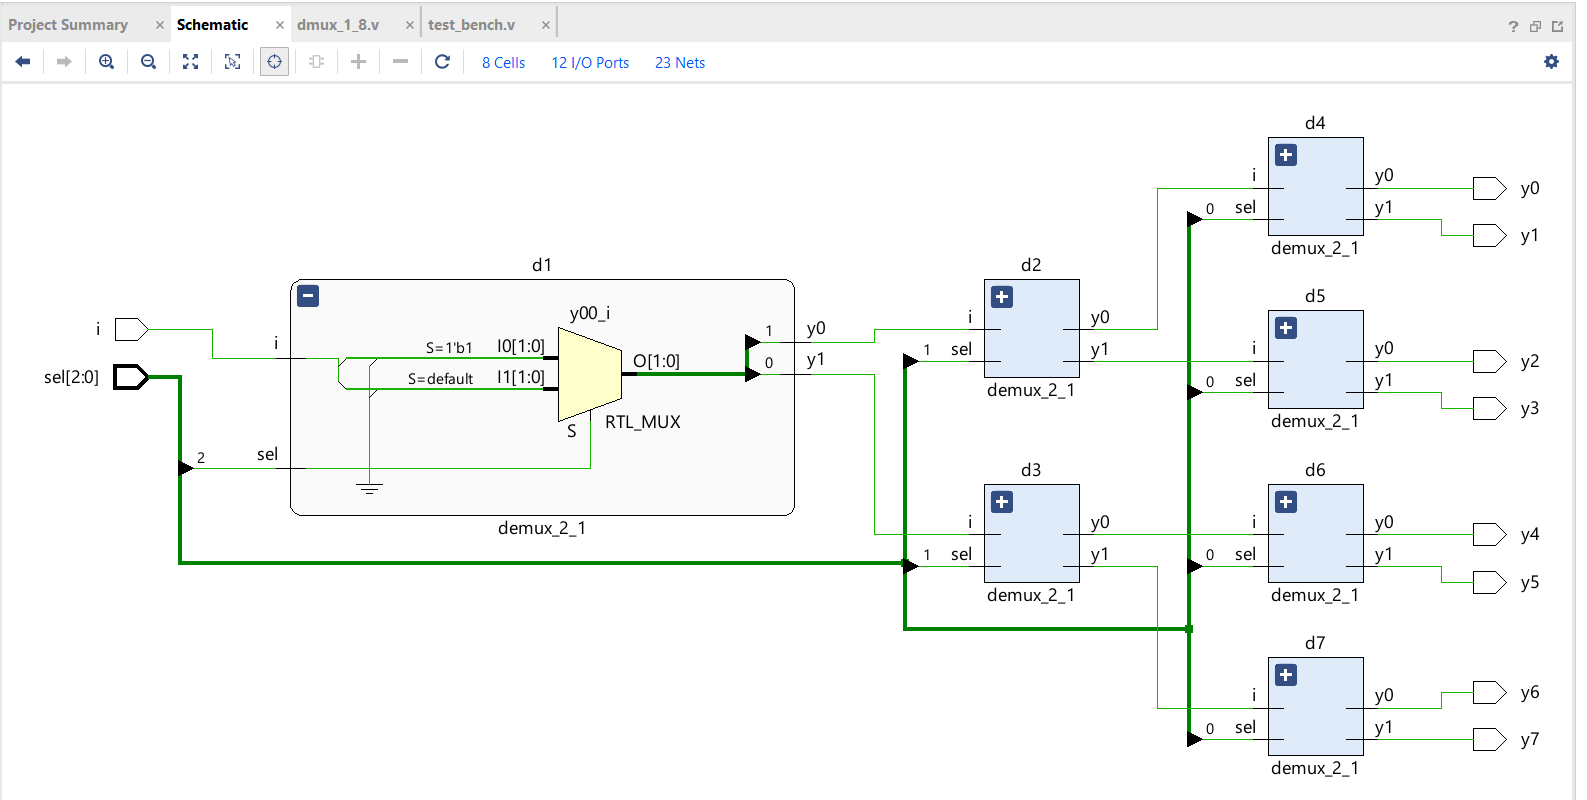 Project Summary × Schematic × dmux_1_8.v × test_bench.v ×
?
8 Cells 12 I/O Ports 23 Nets
i
sel[2:0]
2
d1
i
sel
S=1'b1
S=default
I0[1:0]
I1[1:0]
y00_i
O[1:0]
S
RTL_MUX
1
0
y0
y1
demux_2_1
d2
i
1 sel
y0
y1
demux_2_1
d3
i
1 sel
y0
y1
demux_2_1
d4
i
0 sel
y0
y1
demux_2_1
y0
y1
d5
i
0 sel
y0
y1
demux_2_1
y2
y3
d6
i
0 sel
y0
y1
demux_2_1
y4
y5
d7
i
0 sel
y0
y1
demux_2_1
y6
y7